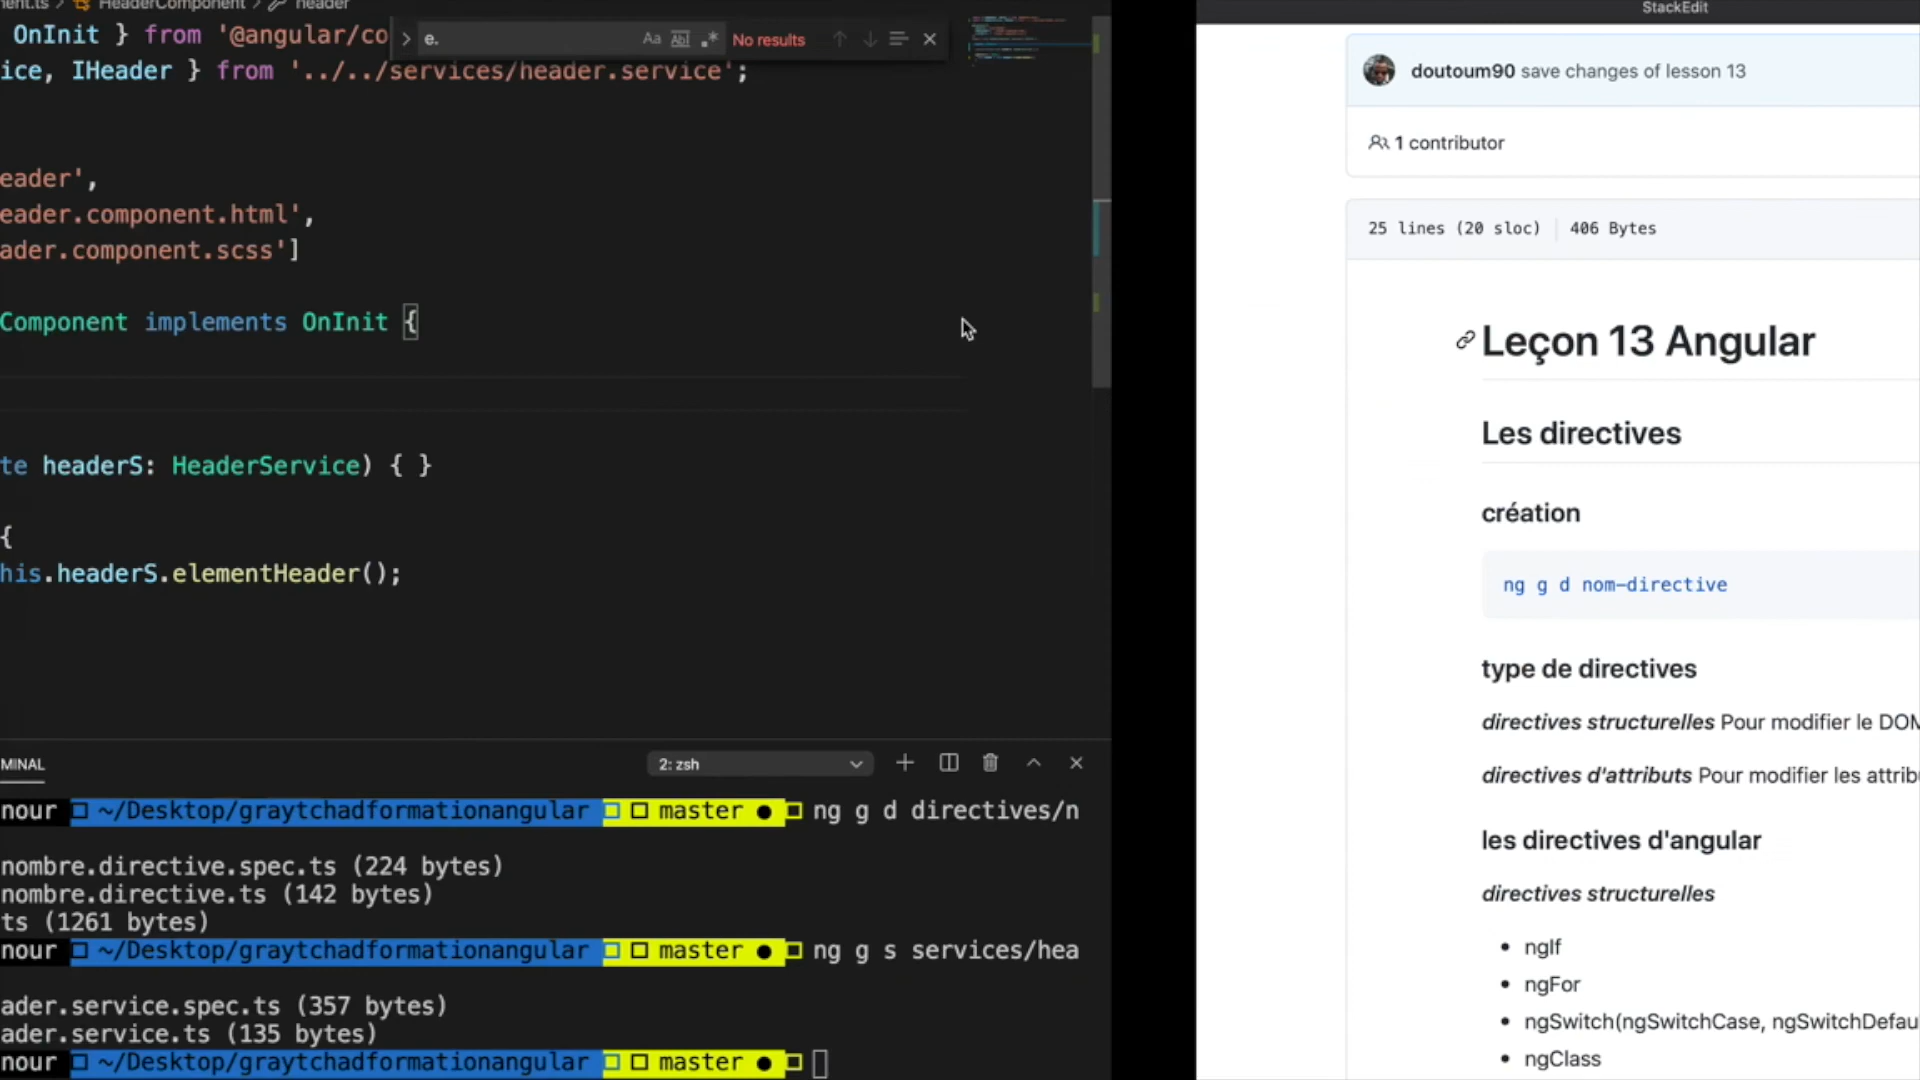 nent.ts > HeaderComponent > header
OnInit } from '@angular/co
e.
Aa Abl .* No results
ice, IHeader } from '../../services/header.service';
eader',
eader.component.html',
ader.component.scss']
Component implements OnInit {
te headerS: HeaderService) { }
{
his.headerS.elementHeader();
MINAL
2: zsh
nour ~/Desktop/graytchadformationangular master ● ng g d directives/n
nombre.directive.spec.ts (224 bytes)
nombre.directive.ts (142 bytes)
ts (1261 bytes)
nour ~/Desktop/graytchadformationangular master ● ng g s services/hea
ader.service.spec.ts (357 bytes)
ader.service.ts (135 bytes)
nour ~/Desktop/graytchadformationangular master ●
StackEdit
doutoum90 save changes of lesson 13
1 contributor
25 lines (20 sloc) 406 Bytes
Leçon 13 Angular
Les directives
création
ng g d nom-directive
type de directives
directives structurelles Pour modifier le DOM
directives d'attributs Pour modifier les attrib
les directives d'angular
directives structurelles
• ngIf
• ngFor
• ngSwitch(ngSwitchCase, ngSwitchDefau
• ngClass